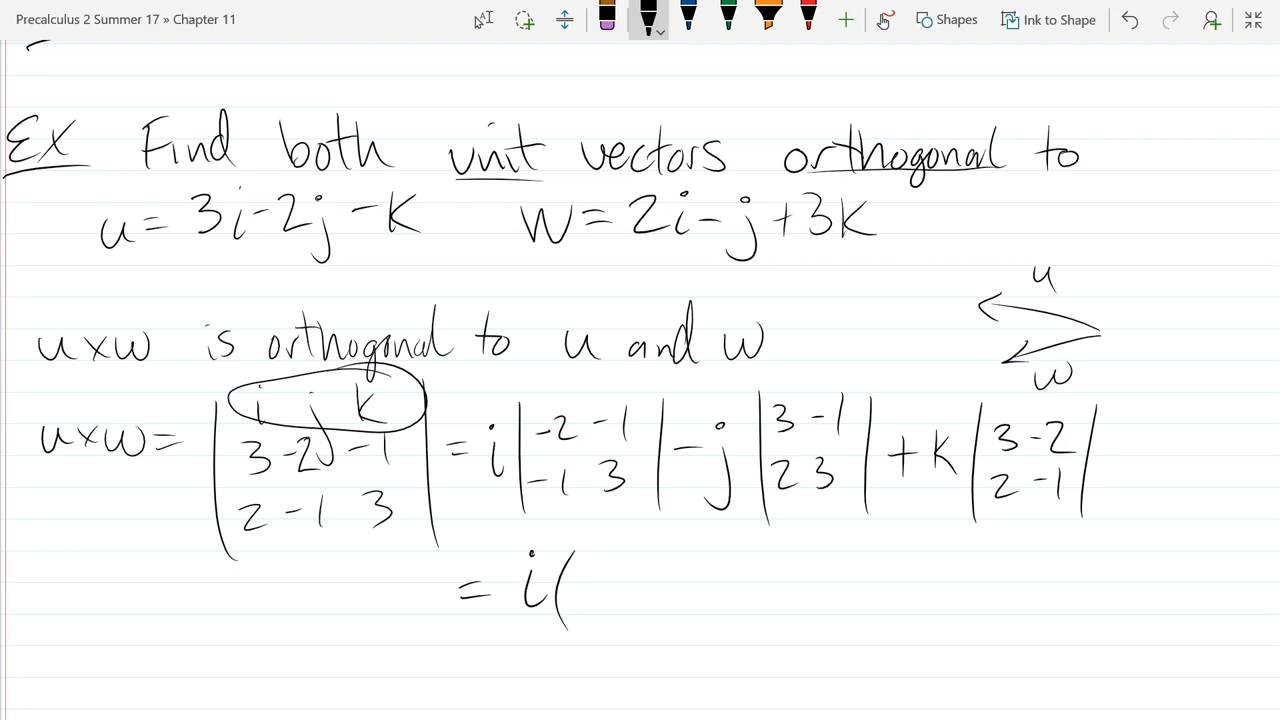 Precalculus 2 Summer 17 » Chapter 11
Shapes
Ink to Shape
Ex Find both unit vectors orthogonal to
u = 3i - 2j - k   w = 2i - j + 3k
u
u x w is orthogonal to u and w
w
u x w = | i j k | = i | -2 -1 | - j | 3 -1 | + k | 3 -2 |
| 3 -2 -1 | | -1 3 | | 2 3 | | 2 -1 |
| 2 -1 3 |
= i (